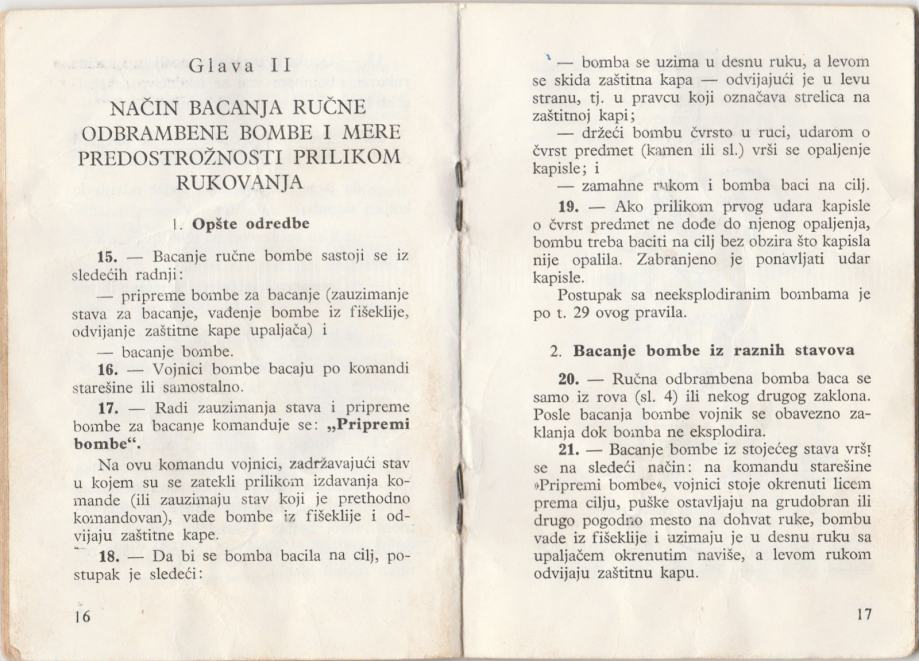 Glava II
NAČIN BACANJA RUČNE
ODBRAMBENE BOMBE I MERE
PREDOSTROŽNOSTI PRILIKOM
RUKOVANJA
1. Opšte odredbe
15. — Bacanje ručne bombe sastoji se iz
sledećih radnji:
— pripreme bombe za bacanje (zauzimanje
stava za bacanje, vađenje bombe iz fišeklije,
odvijanje zaštitne kape upaljača) i
— bacanje bombe.
16. — Vojnici bombe bacaju po komandi
starešine ili samostalno.
17. — Radi zauzimanja stava i pripreme
bombe za bacanje komanduje se: „Pripremi
bombe“.
Na ovu komandu vojnici, zadržavajući stav
u kojem su se zatekli prilikom izdavanja ko-
mande (ili zauzimaju stav koji je prethodno
komandovan), vade bombe iz fišeklije i od-
vijaju zaštitne kape.
18. — Da bi se bomba bacila na cilj, po-
stupak je sledeći:
16
— bomba se uzima u desnu ruku, a levom
se skida zaštitna kapa — odvijajući je u levu
stranu, tj. u pravcu koji označava strelica na
zaštitnoj kapi;
— držeći bombu čvrsto u ruci, udarom o
čvrst predmet (kamen ili sl.) vrši se opaljenje
kapisle; i
— zamahne rukom i bomba baci na cilj.
19. — Ako prilikom prvog udara kapisle
o čvrst predmet ne dođe do njenog opaljenja,
bombu treba baciti na cilj bez obzira što kapisla
nije opalila. Zabranjeno je ponavljati udar
kapisle.
Postupak sa neeksplodiranim bombama je
po t. 29 ovog pravila.
2. Bacanje bombe iz raznih stavova
20. — Ručna odbrambena bomba baca se
samo iz rova (sl. 4) ili nekog drugog zaklona.
Posle bacanja bombe vojnik se obavezno za-
klanja dok bomba ne eksplodira.
21. — Bacanje bombe iz stojećeg stava vrši
se na sledeći način: na komandu starešine
»Pripremi bombe«, vojnici stoje okrenuti licem
prema cilju, puške ostavljaju na grudobran ili
drugo pogodno mesto na dohvat ruke, bombu
vade iz fišeklije i uzimaju je u desnu ruku sa
upaljačem okrenutim naviše, a levom rukom
odvijaju zaštitnu kapu.
17